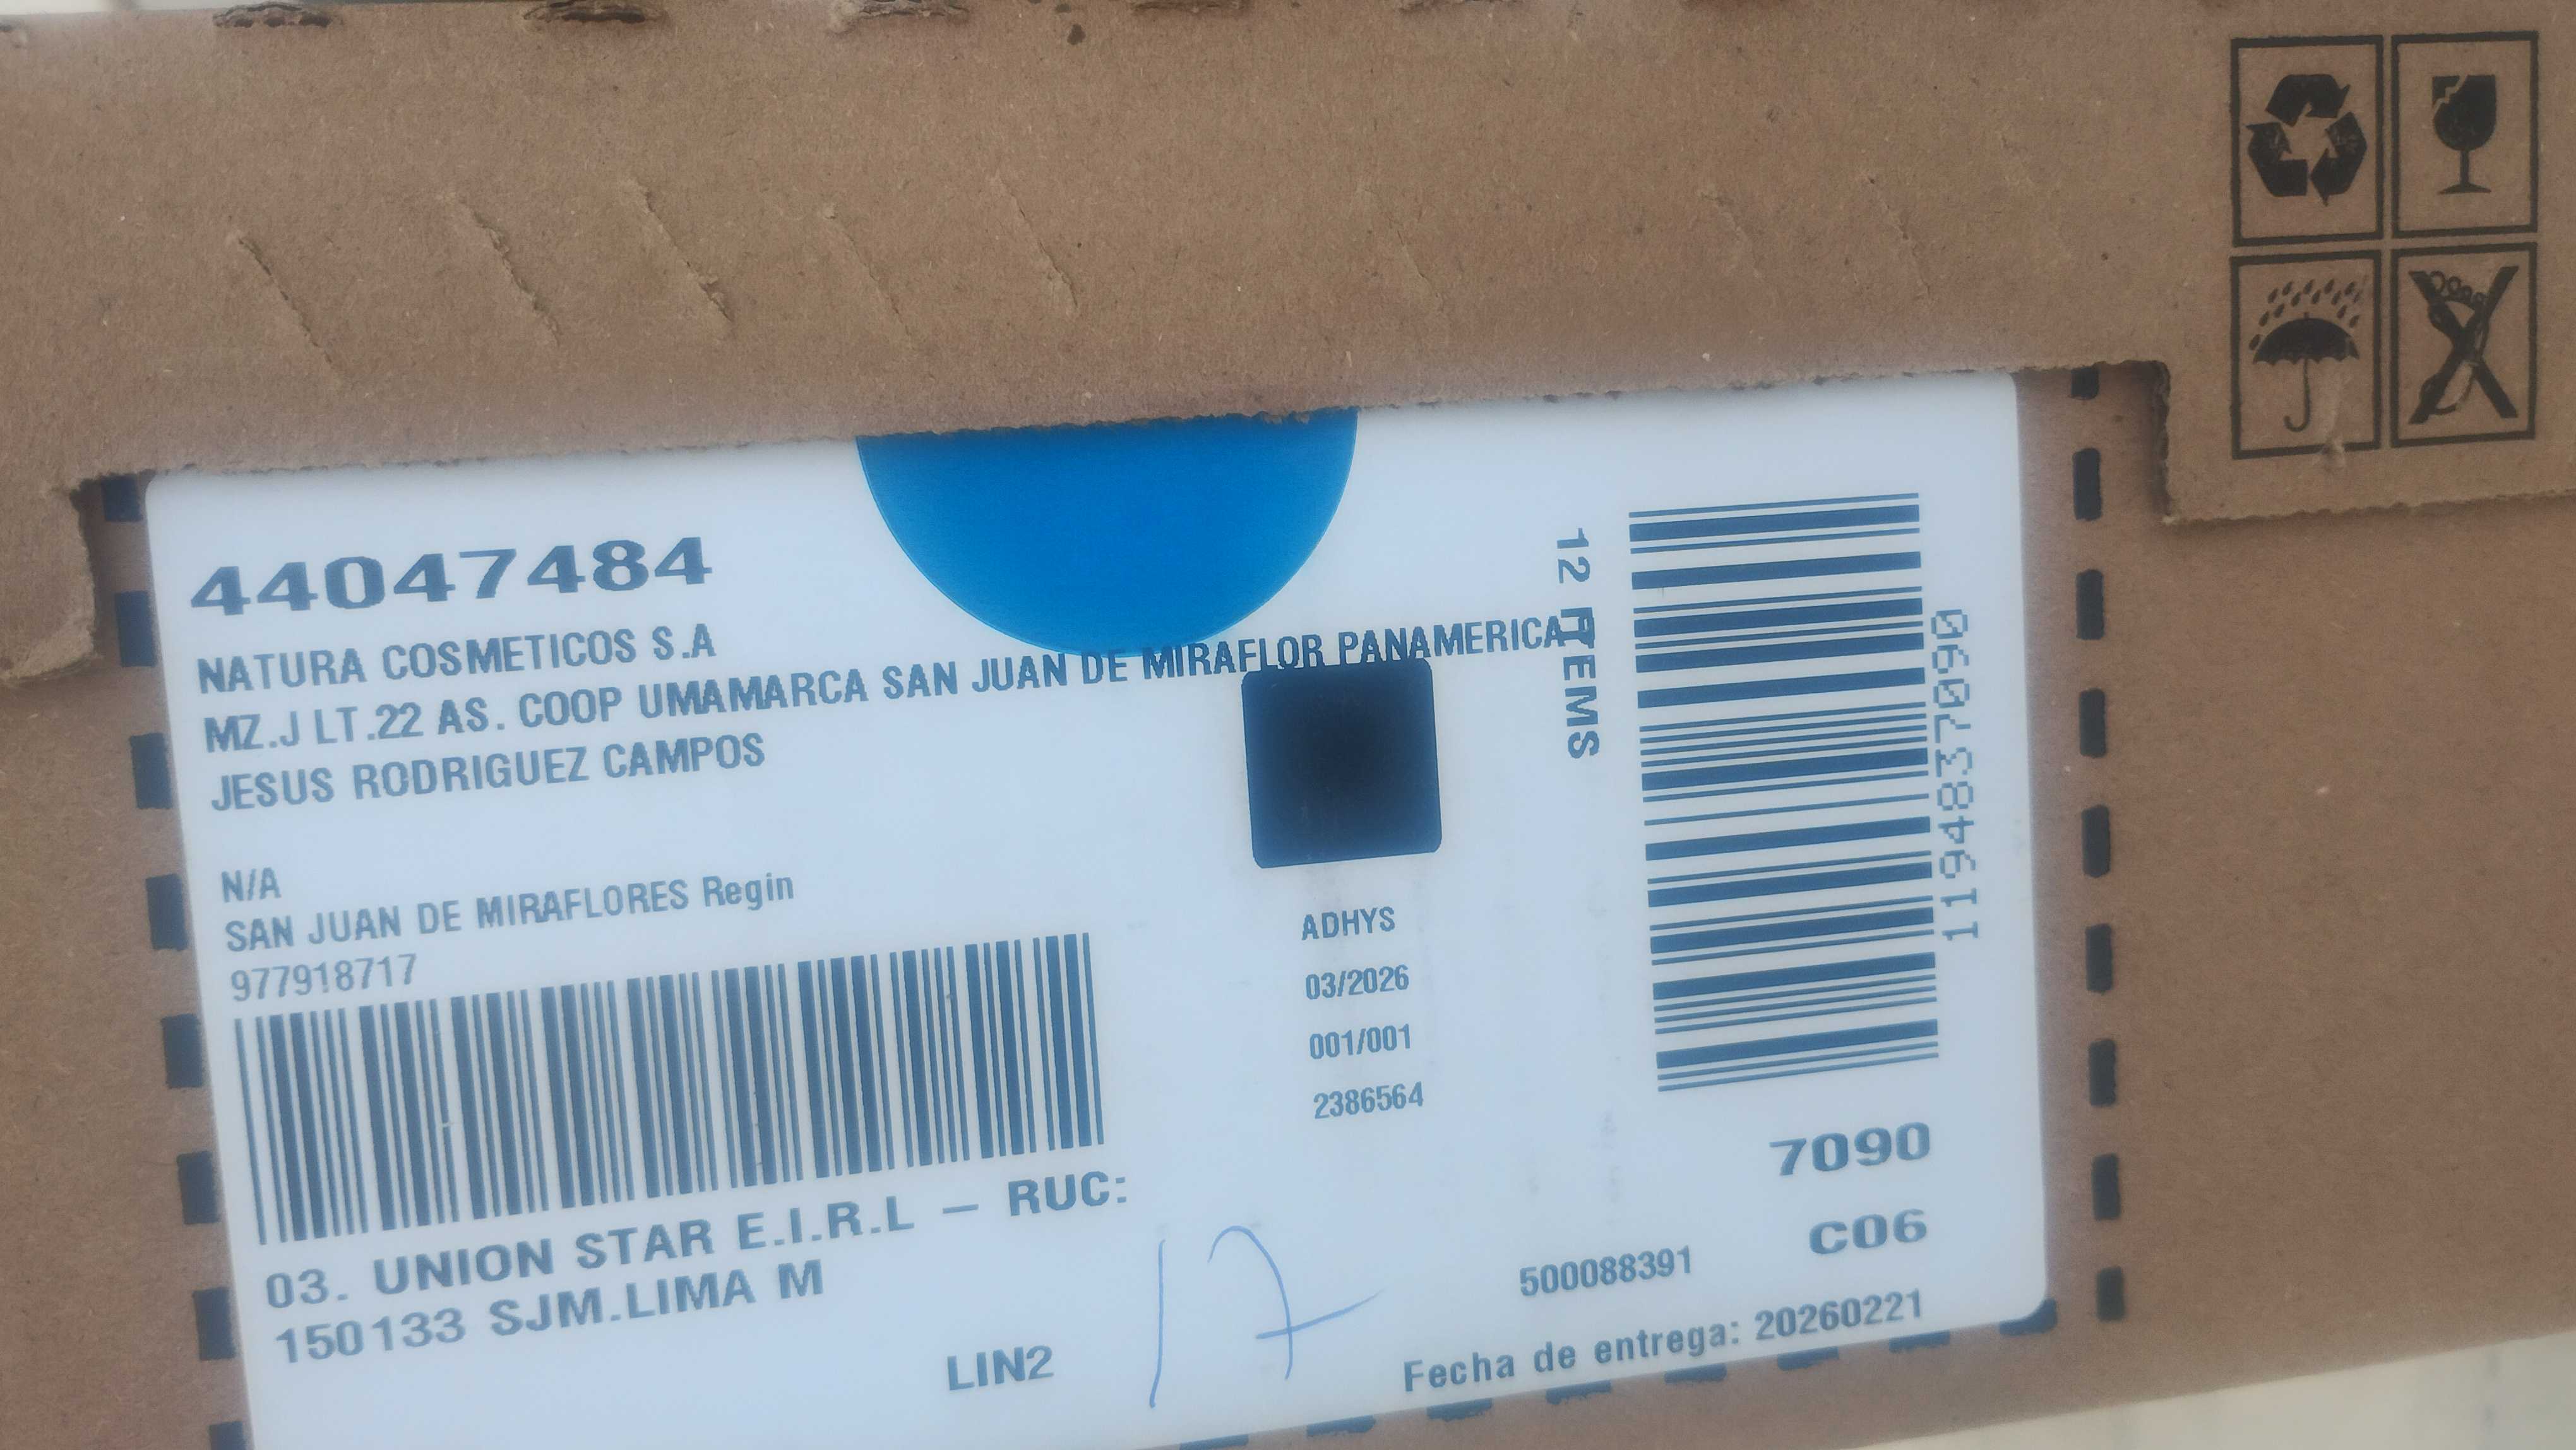 44047484
NATURA COSMETICOS S.A
MZ.J LT.22 AS. COOP UMAMARCA SAN JUAN DE MIRAFLOR PANAMERICA
JESUS RODRIGUEZ CAMPOS
N/A
SAN JUAN DE MIRAFLORES Regin
977918717
03. UNION STAR E.I.R.L – RUC:
150133 SJM.LIMA M
LIN2
17
ADHYS
03/2026
001/001
2386564
12 ITEMS
1194837090
7090
C06
500088391
Fecha de entrega: 20260221